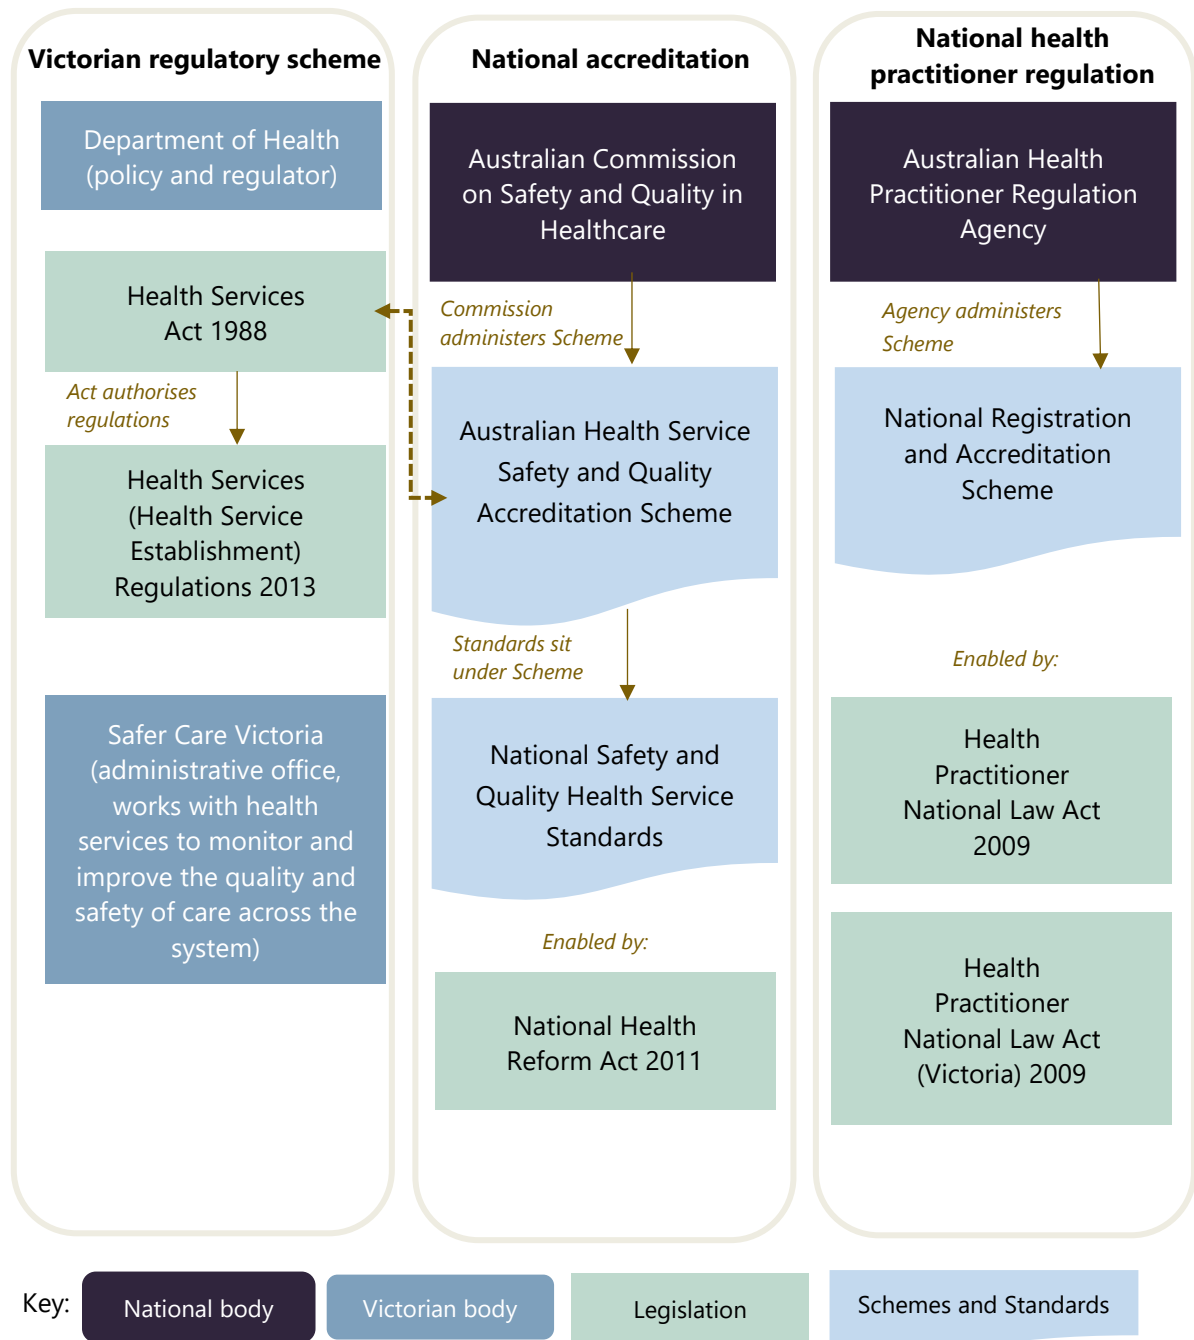 Victorian regulatory scheme
Department of Health
(policy and regulator)
Health Services
Act 1988
Act authorises
regulations
Health Services
(Health Service
Establishment)
Regulations 2013
Safer Care Victoria
(administrative office,
works with health
services to monitor and
improve the quality and
safety of care across the
system)
National accreditation
Australian Commission
on Safety and Quality in
Healthcare
Commission
administers Scheme
Australian Health Service
Safety and Quality
Accreditation Scheme
Standards sit
under Scheme
National Safety and
Quality Health Service
Standards
Enabled by:
National Health
Reform Act 2011
National health
practitioner regulation
Australian Health
Practitioner Regulation
Agency
Agency administers
Scheme
National Registration
and Accreditation
Scheme
Enabled by:
Health
Practitioner
National Law Act
2009
Health
Practitioner
National Law Act
(Victoria) 2009
Key:
National body
Victorian body
Legislation
Schemes and Standards